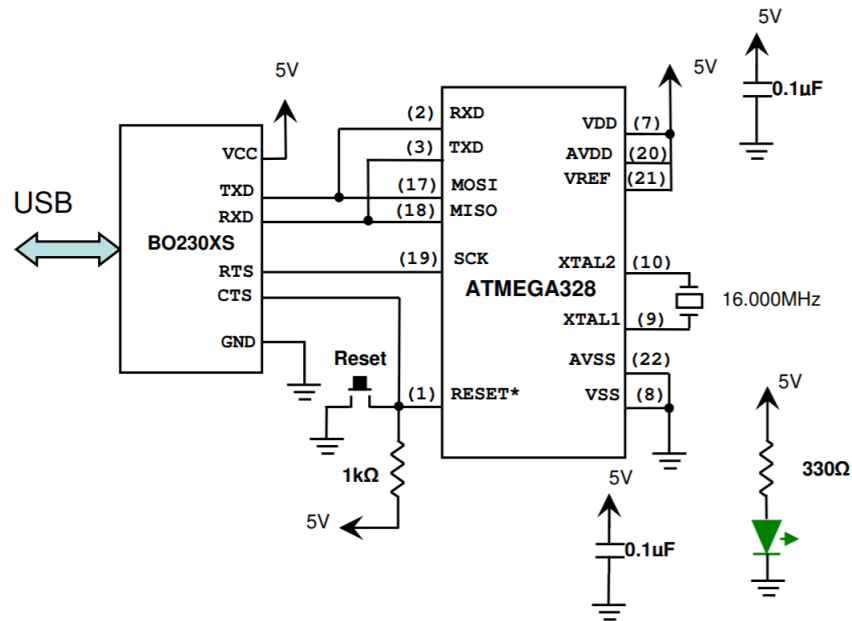 5V
5V
5V
0.1µF
(2) RXD
VDD (7)
(3) TXD
VCC
AVDD (20)
TXD
(17) MOSI
VREF (21)
USB
RXD
(18) MISO
BO230XS
RTS
(19) SCK
XTAL2 (10)
CTS
ATMEGA328
16.000MHz
XTAL1 (9)
GND
Reset
AVSS (22)
5V
(1) RESET*
VSS (8)
1kΩ
330Ω
5V
5V
0.1uF